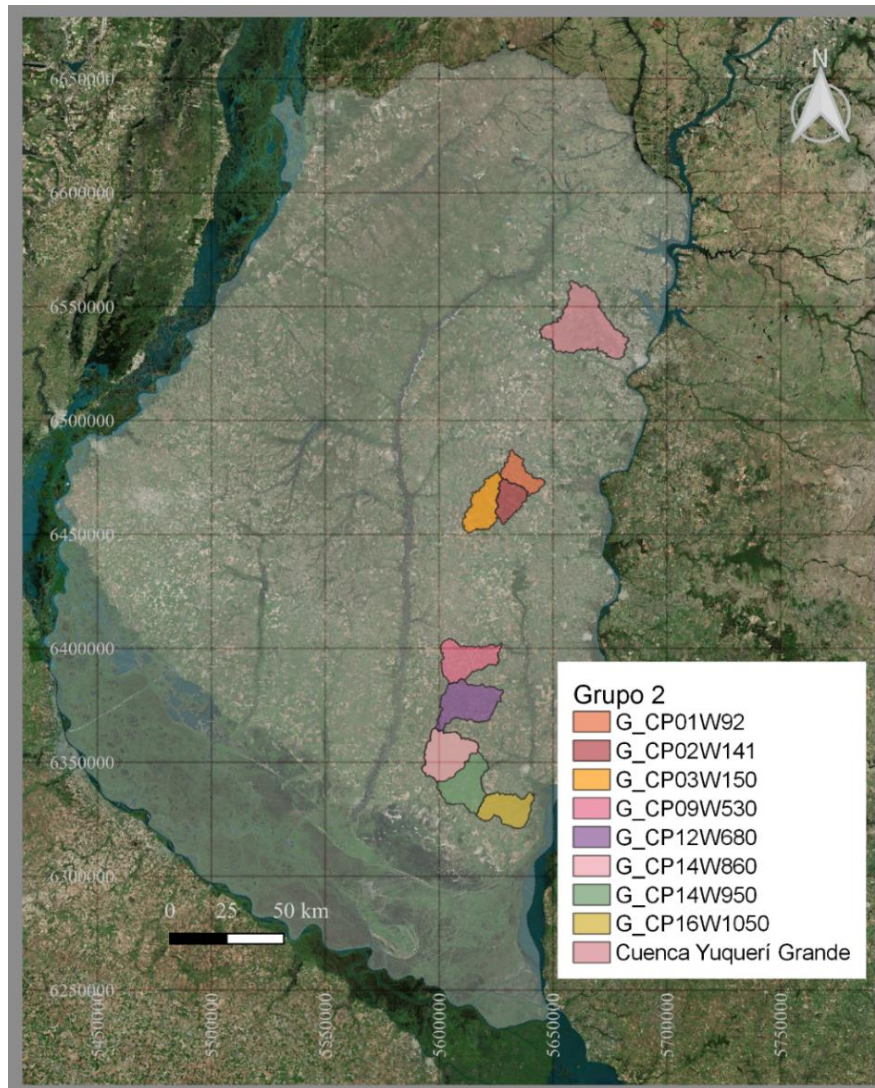 N
6650000
6600000
6550000
6500000
6450000
6400000
6350000
6300000
6250000
0 25 50 km
5450000
5500000
5550000
5600000
5650000
5700000
5750000
Grupo 2
G_CP01W92
G_CP02W141
G_CP03W150
G_CP09W530
G_CP12W680
G_CP14W860
G_CP14W950
G_CP16W1050
Cuenca Yuquerí Grande